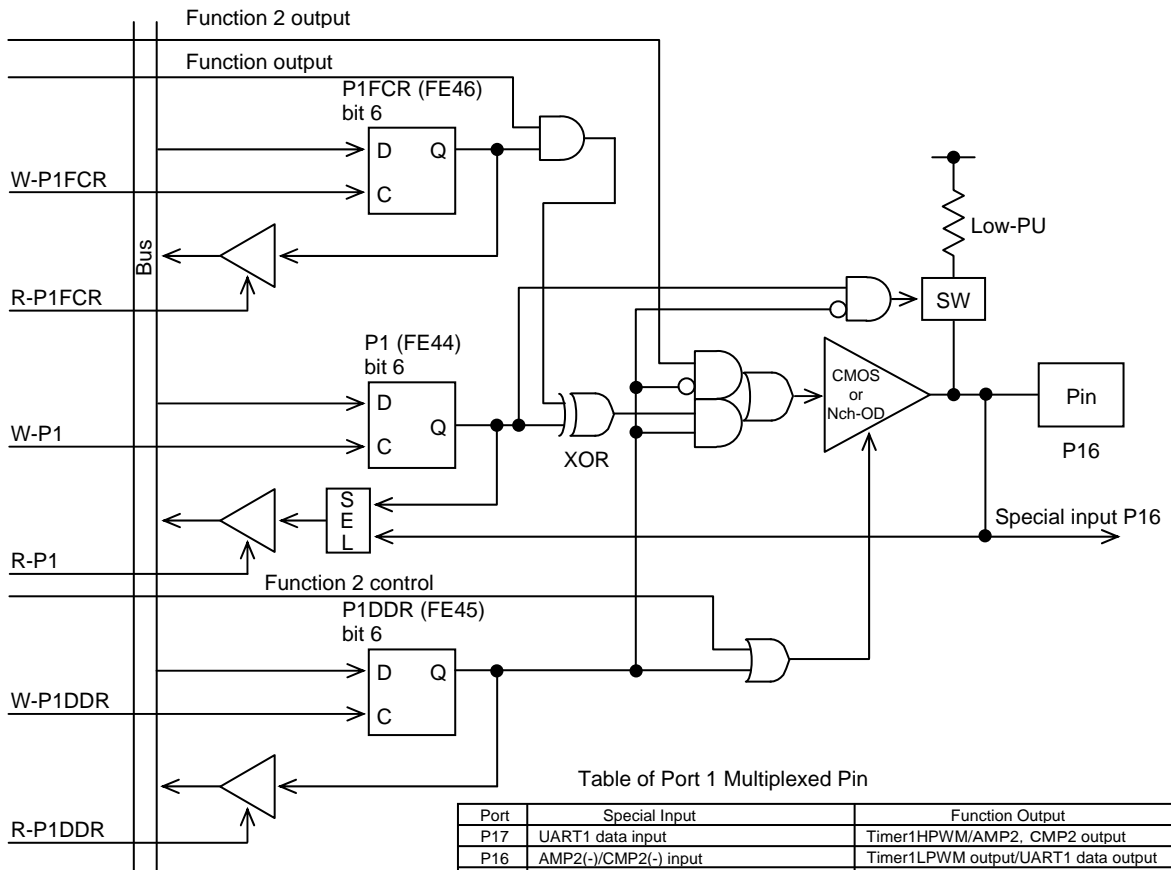 Function 2 output
Function output
P1FCR (FE46)
bit 6
D Q
W-P1FCR
C
Low-PU
Bus
R-P1FCR
SW
P1 (FE44)
bit 6
CMOS
or
Nch-OD
D
Q
Pin
W-P1
C
XOR
P16
SEL
Special input P16
R-P1
Function 2 control
P1DDR (FE45)
bit 6
D Q
W-P1DDR
C
Table of Port 1 Multiplexed Pin
R-P1DDR
Port Special Input Function Output
P17 UART1 data input Timer1HPWM/AMP2, CMP2 output
P16 AMP2(-)/CMP2(-) input Timer1LPWM output/UART1 data output